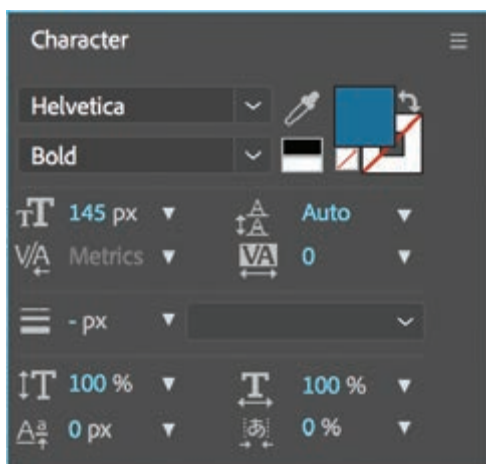 Character
Helvetica
Bold
145 px Auto
Metrics 0
- px
100 % 100 %
0 px 0 %